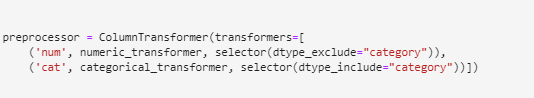 preprocessor = ColumnTransformer(transformers=[
    ('num', numeric_transformer, selector(dtype_exclude="category")),
    ('cat', categorical_transformer, selector(dtype_include="category"))])